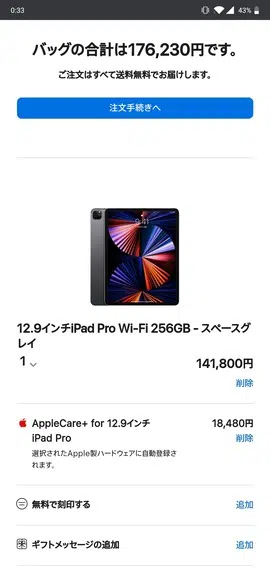 0:33
43%
バッグの合計は176,230円です。
ご注文はすべて送料無料でお届けします。
注文手続きへ
12.9インチiPad Pro Wi-Fi 256GB - スペースグ
レイ
1
141,800円
削除
AppleCare+ for 12.9インチ
18,480円
iPad Pro
削除
選択されたApple製ハードウェアに自動登録さ
れます。
無料で刻印する
追加
ギフトメッセージの追加
追加